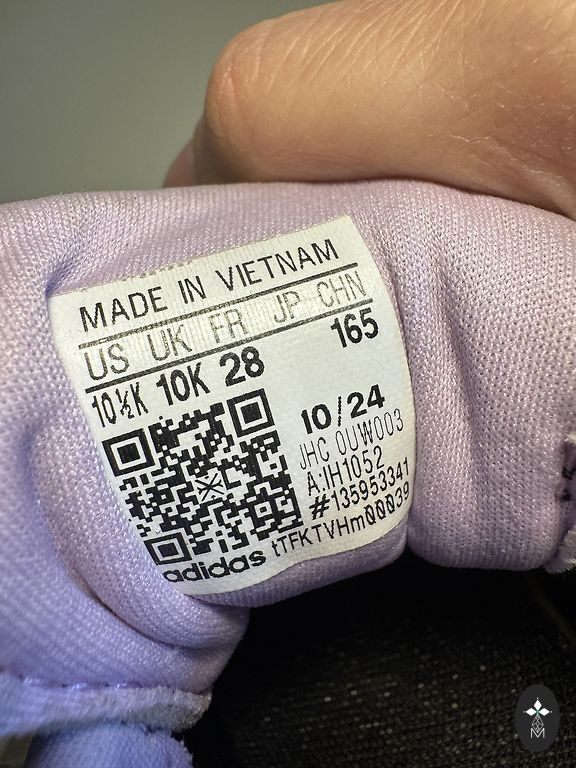 MADE IN VIETNAM
US UK FR JP CHN
10½K 10K 28 165
10/24
JHC 0UW003
A:IH1052
#135953341
tTFKTVHm00039
adidas
M